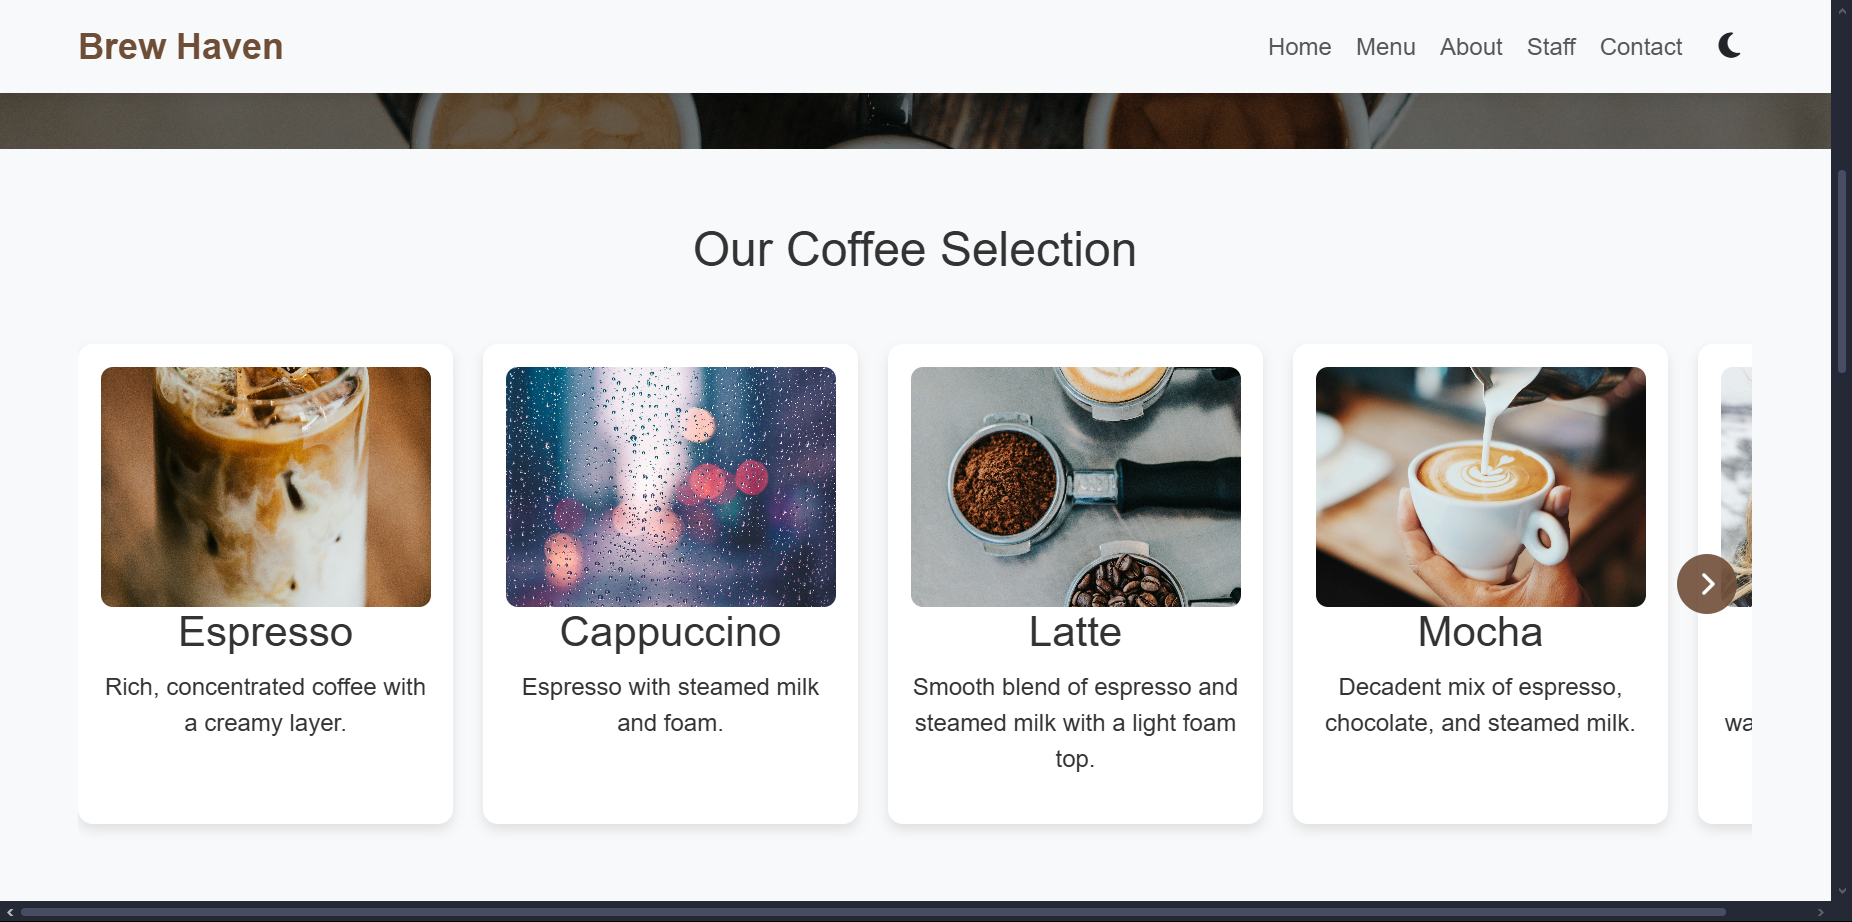 Brew Haven
Home Menu About Staff Contact
Our Coffee Selection
Espresso
Rich, concentrated coffee with
a creamy layer.
Cappuccino
Espresso with steamed milk
and foam.
Latte
Smooth blend of espresso and
steamed milk with a light foam
top.
Mocha
Decadent mix of espresso,
chocolate, and steamed milk.